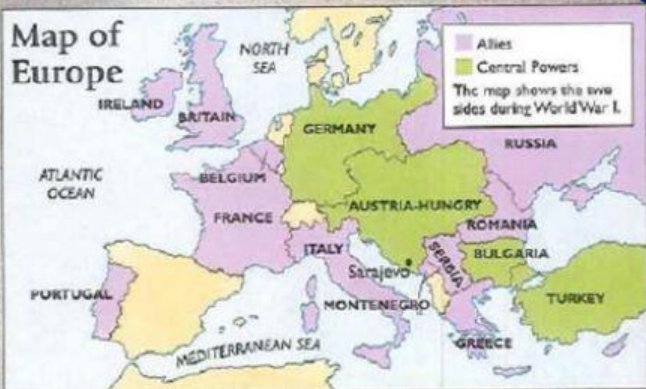 Map of
Europe
NORTH
SEA
Allies
Central Powers
The map shows the two
sides during World War I.
IRELAND
BRITAIN
GERMANY
RUSSIA
ATLANTIC
OCEAN
BELGIUM
FRANCE
AUSTRIA-HUNGRY
ROMANIA
ITALY
SERBIA
BULGARIA
Sarajevo
PORTUGAL
MONTENEGRO
TURKEY
GREECE
MEDITERRANEAN SEA